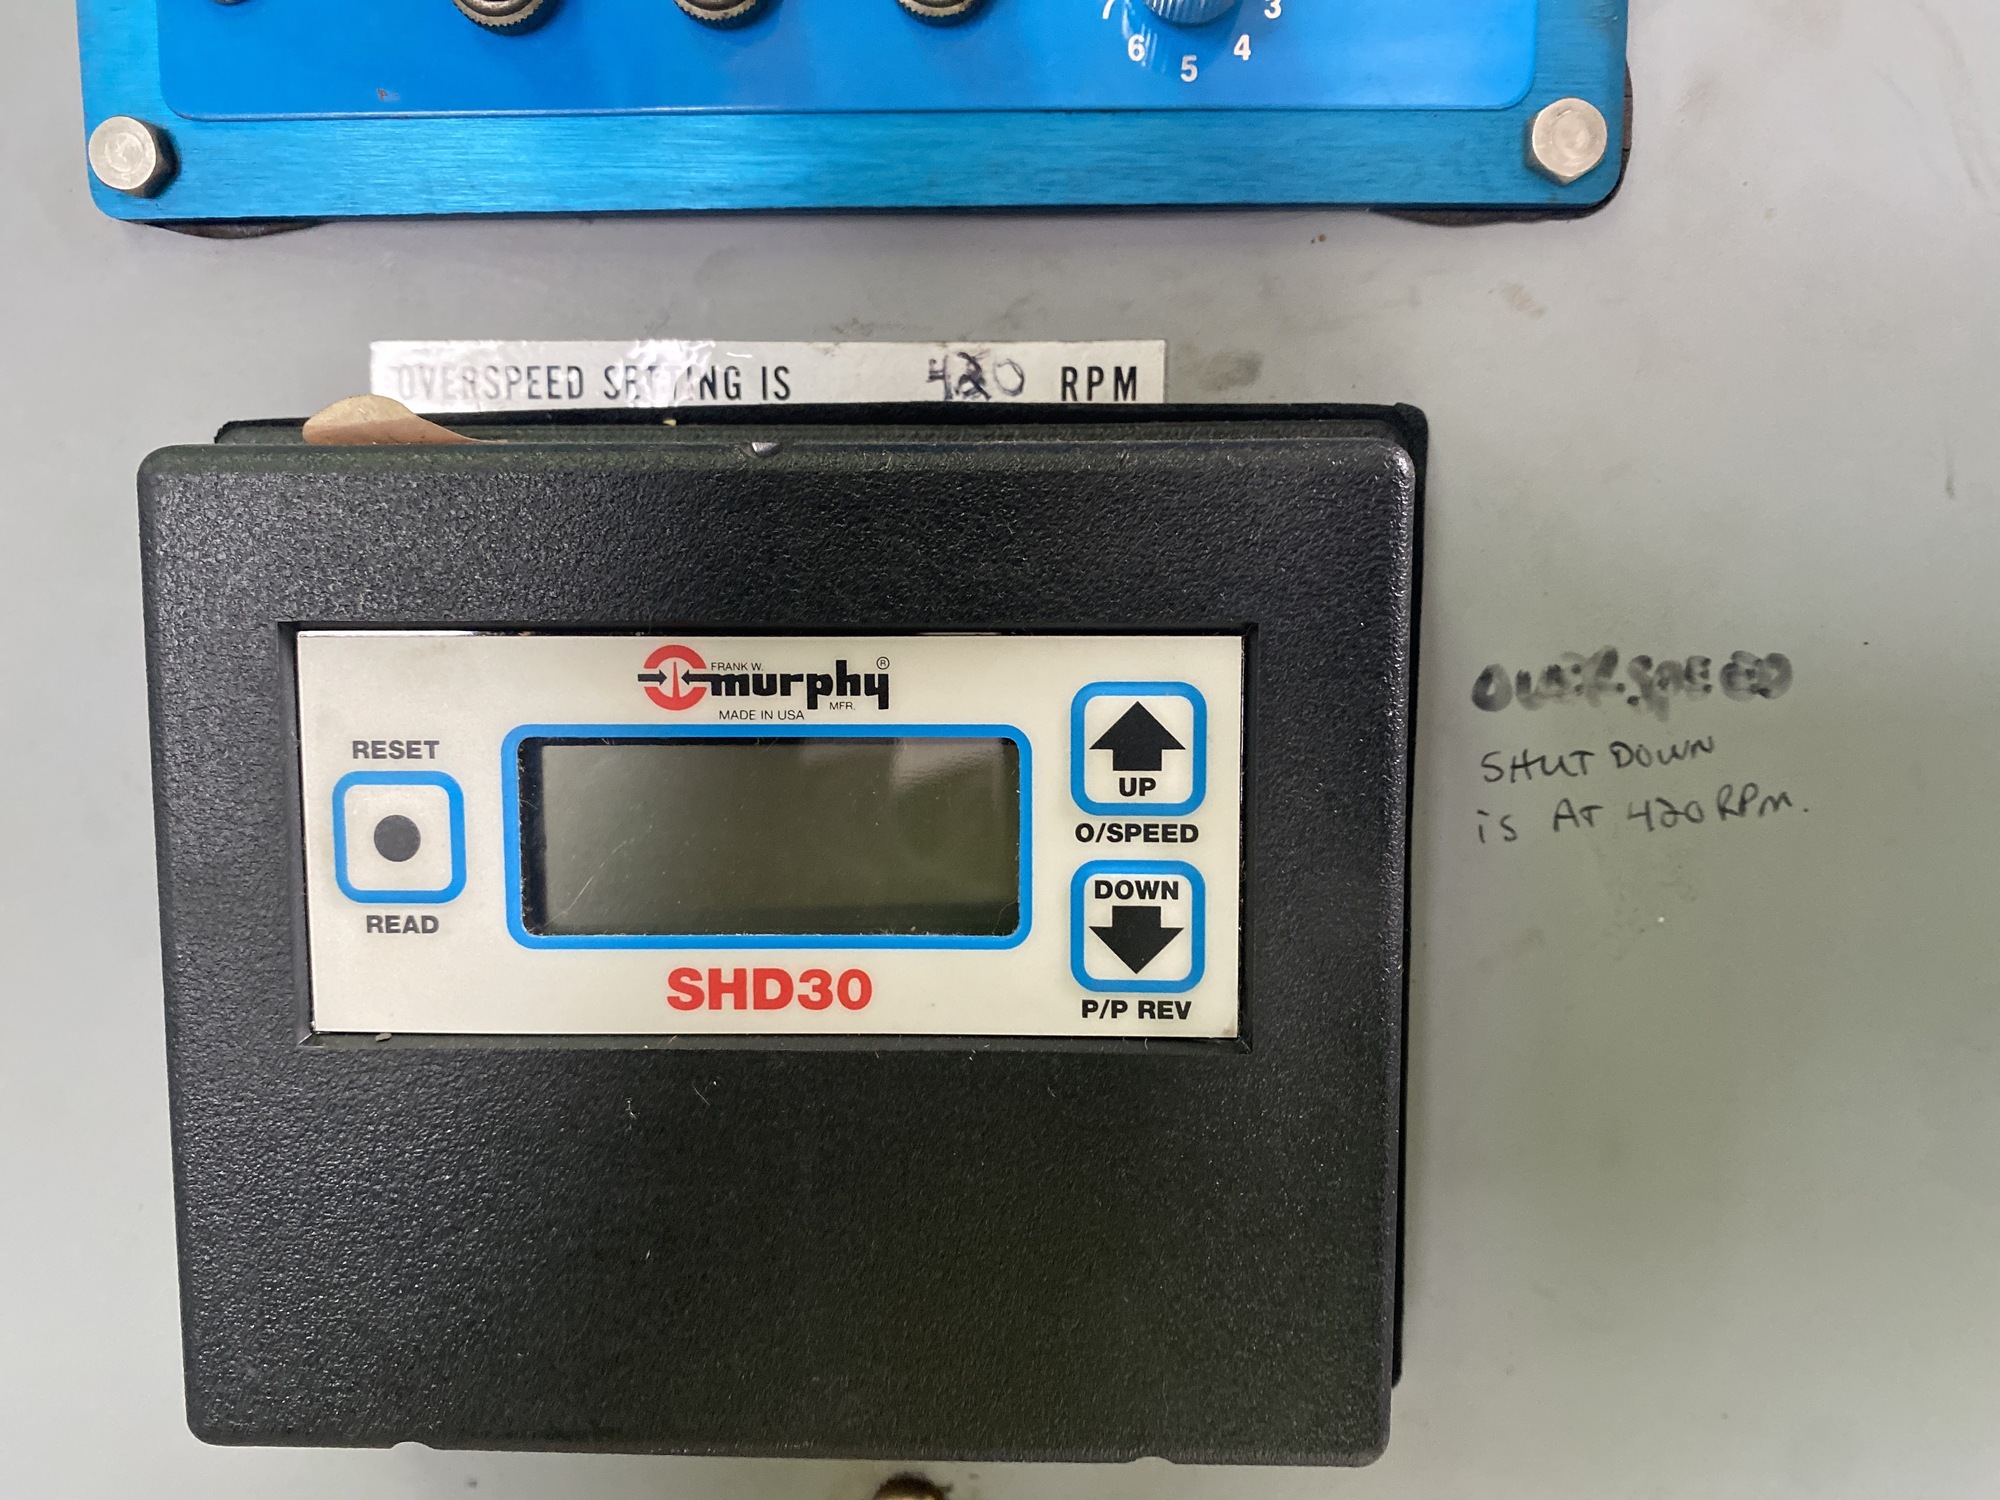 7 3
6 4
5
OVERSPEED SETTING IS 420 RPM
FRANK W.
murphy ®
MFR.
MADE IN USA
RESET
READ
UP
O/SPEED
DOWN
P/P REV
SHD30
OVERSPEED
SHUT DOWN
is AT 420 RPM.